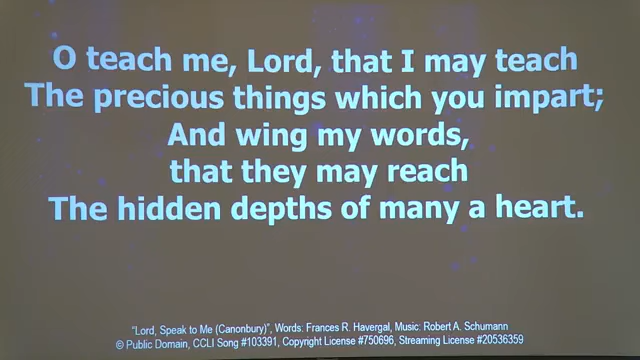 O teach me, Lord, that I may teach
The precious things which you impart;
And wing my words,
that they may reach
The hidden depths of many a heart.
"Lord, Speak to Me (Canonbury)", Words: Frances R. Havergal, Music: Robert A. Schumann
© Public Domain, CCLI Song #103391, Copyright License #750696, Streaming License #20536359